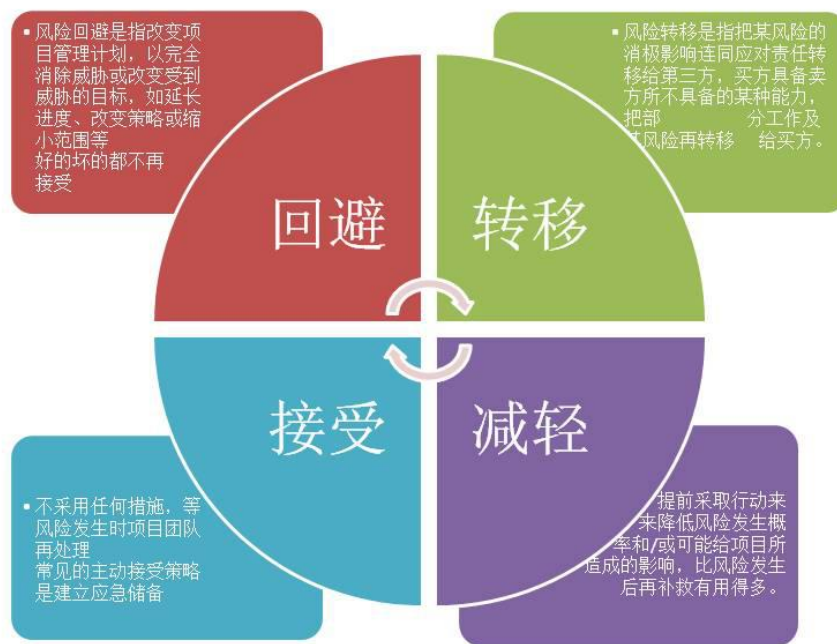 • 风险回避是指改变项
目管理计划，以完全
消除威胁或改变受到
威胁的目标，如延长
进度、改变策略或缩
小范围等
好的坏的都不再
接受
• 风险转移是指把某风险的
消极影响连同应对责任转
移给第三方，买方具备卖
方所不具备的某种能力，
把部 分工作及
风险再转移 给买方。
回避
转移
接受
减轻
• 不采用任何措施，等
风险发生时项目团队
再处理
常见的主动接受策略
是建立应急储备
提前采取行动来
来降低风险发生概
率和/或可能给项目所
造成的影响，比风险发生
后再补救有用得多。